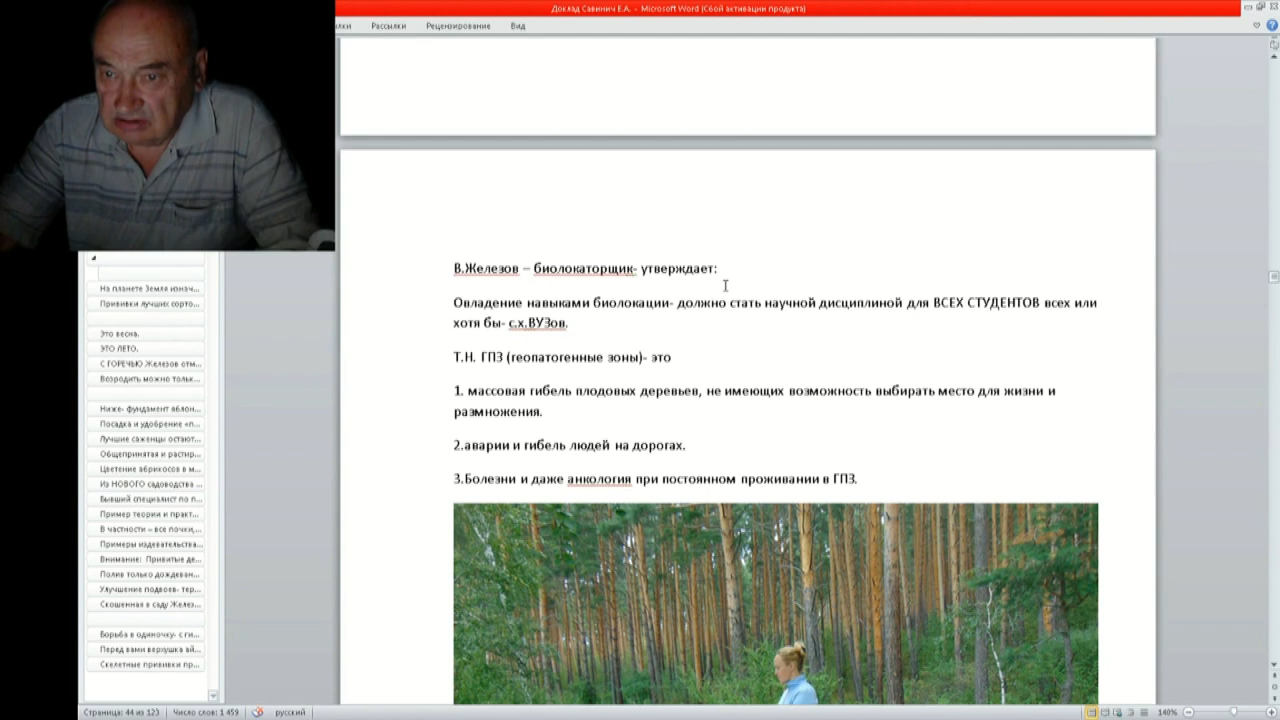 Доклад Савинич Е.А. - Microsoft Word (Сбой активации продукта)
лки Рассылки Рецензирование Вид
В.Железов – биолокаторщик- утверждает:
Овладение навыками биолокации- должно стать научной дисциплиной для ВСЕХ СТУДЕНТОВ всех или
хотя бы- с.х.ВУЗов.
Т.Н. ГПЗ (геопатогенные зоны)- это
1. массовая гибель плодовых деревьев, не имеющих возможность выбирать место для жизни и
размножения.
2.аварии и гибель людей на дорогах.
3.Болезни и даже анкология при постоянном проживании в ГПЗ.
На планете Земля изнач...
Прививки лучших сорто...
Это весна.
ЭТО ЛЕТО.
С ГОРЕЧЬЮ Железов отм...
Возродить можно тольк...
Ниже- фундамент яблон...
Посадка и удобрение «п...
Лучшие саженцы остают...
Общепринятая и растир...
Цветение абрикосов в м...
Из НОВОГО садоводства ...
Бывший специалист по п...
Пример теории и практ...
В частности – все почки,...
Примеры издевательства...
Внимание: Привитые де...
Полив только дождеван...
Улучшение подвоев- тер...
Скошенная в саду Желез...
Борьба в одиночку- с ги...
Перед вами верхушка ай...
Скелетные прививки пр...
Страница: 44 из 123 Число слов: 1 459 русский 140%